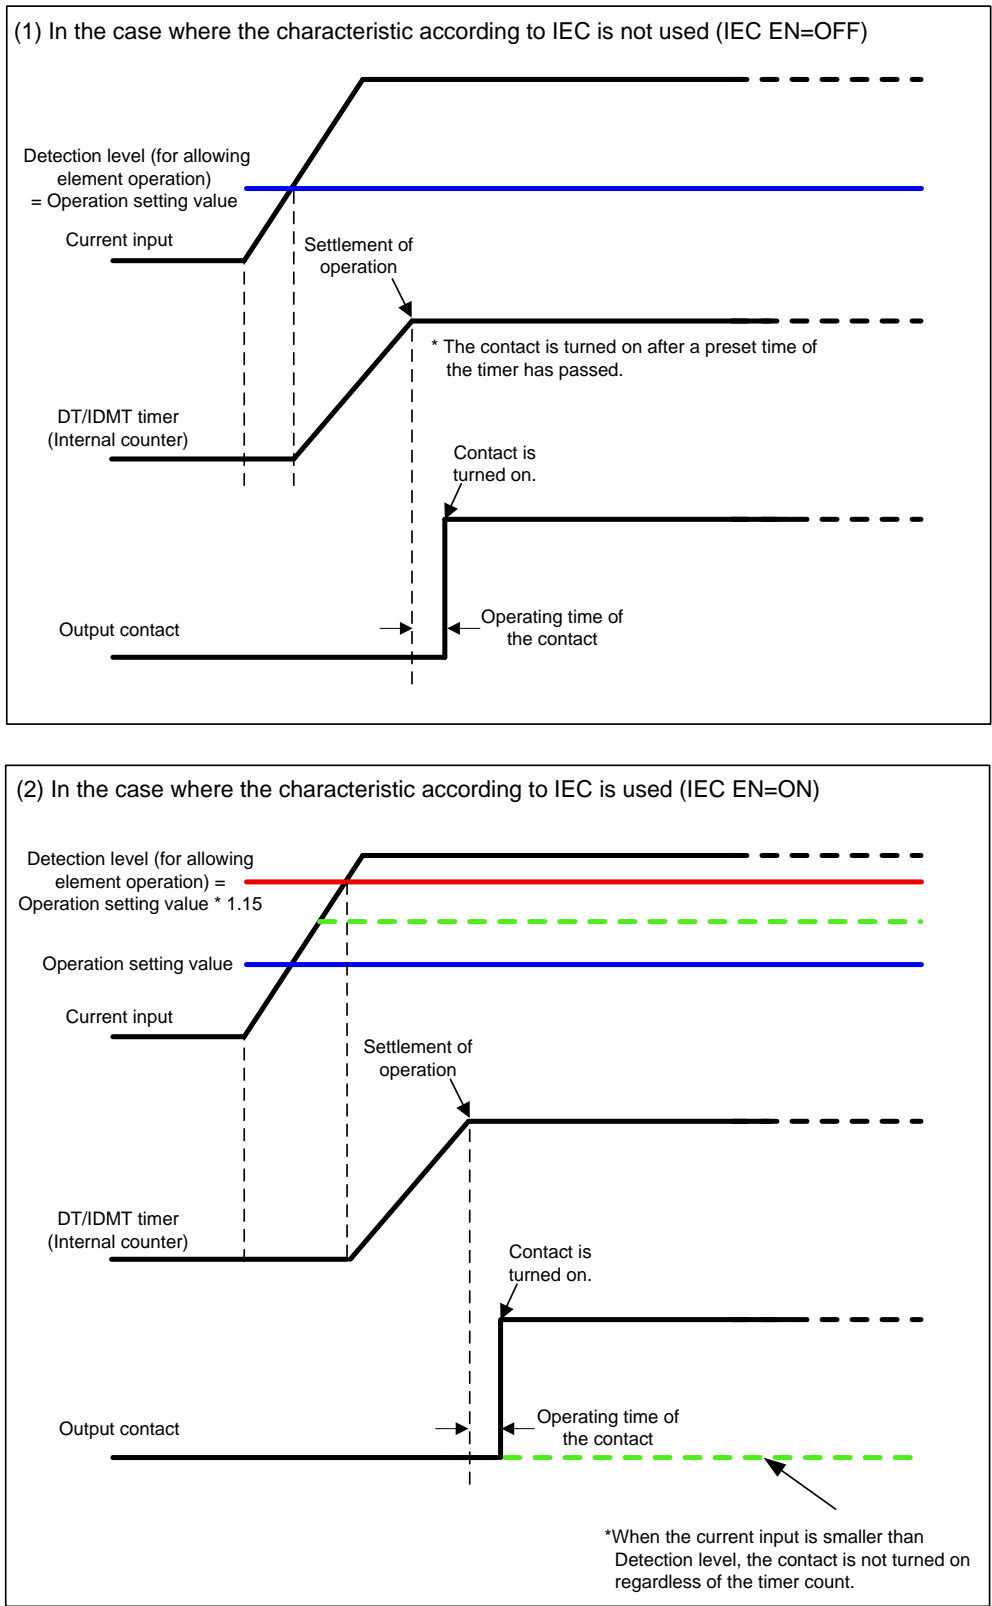 (1) In the case where the characteristic according to IEC is not used (IEC EN=OFF)
Detection level (for allowing
element operation)
= Operation setting value
Current input
Settlement of
operation
* The contact is turned on after a preset time of
the timer has passed.
DT/IDMT timer
(Internal counter)
Contact is
turned on.
Output contact
Operating time of
the contact
(2) In the case where the characteristic according to IEC is used (IEC EN=ON)
Detection level (for allowing
element operation) =
Operation setting value * 1.15
Operation setting value
Current input
Settlement of
operation
DT/IDMT timer
(Internal counter)
Contact is
turned on.
Output contact
Operating time of
the contact
*When the current input is smaller than
Detection level, the contact is not turned on
regardless of the timer count.